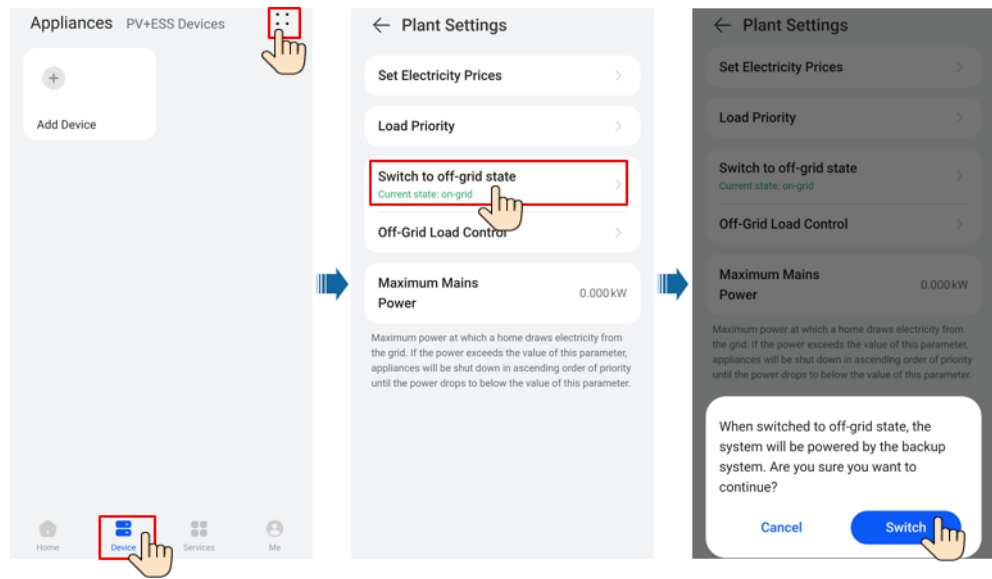 Appliances PV+ESS Devices
Add Device
Home Device Services Me
Plant Settings
Set Electricity Prices
Load Priority
Switch to off-grid state
Current state: on-grid
Off-Grid Load Control
Maximum Mains
Power
0.000 kW
Maximum power at which a home draws electricity from
the grid. If the power exceeds the value of this parameter,
appliances will be shut down in ascending order of priority
until the power drops to below the value of this parameter.
Plant Settings
Set Electricity Prices
Load Priority
Switch to off-grid state
Current state: on-grid
Off-Grid Load Control
Maximum Mains
Power
0.000 kW
Maximum power at which a home draws electricity from
the grid. If the power exceeds the value of this parameter,
appliances will be shut down in ascending order of priority
until the power drops to below the value of this parameter.
When switched to off-grid state, the
system will be powered by the backup
system. Are you sure you want to
continue?
Cancel Switch